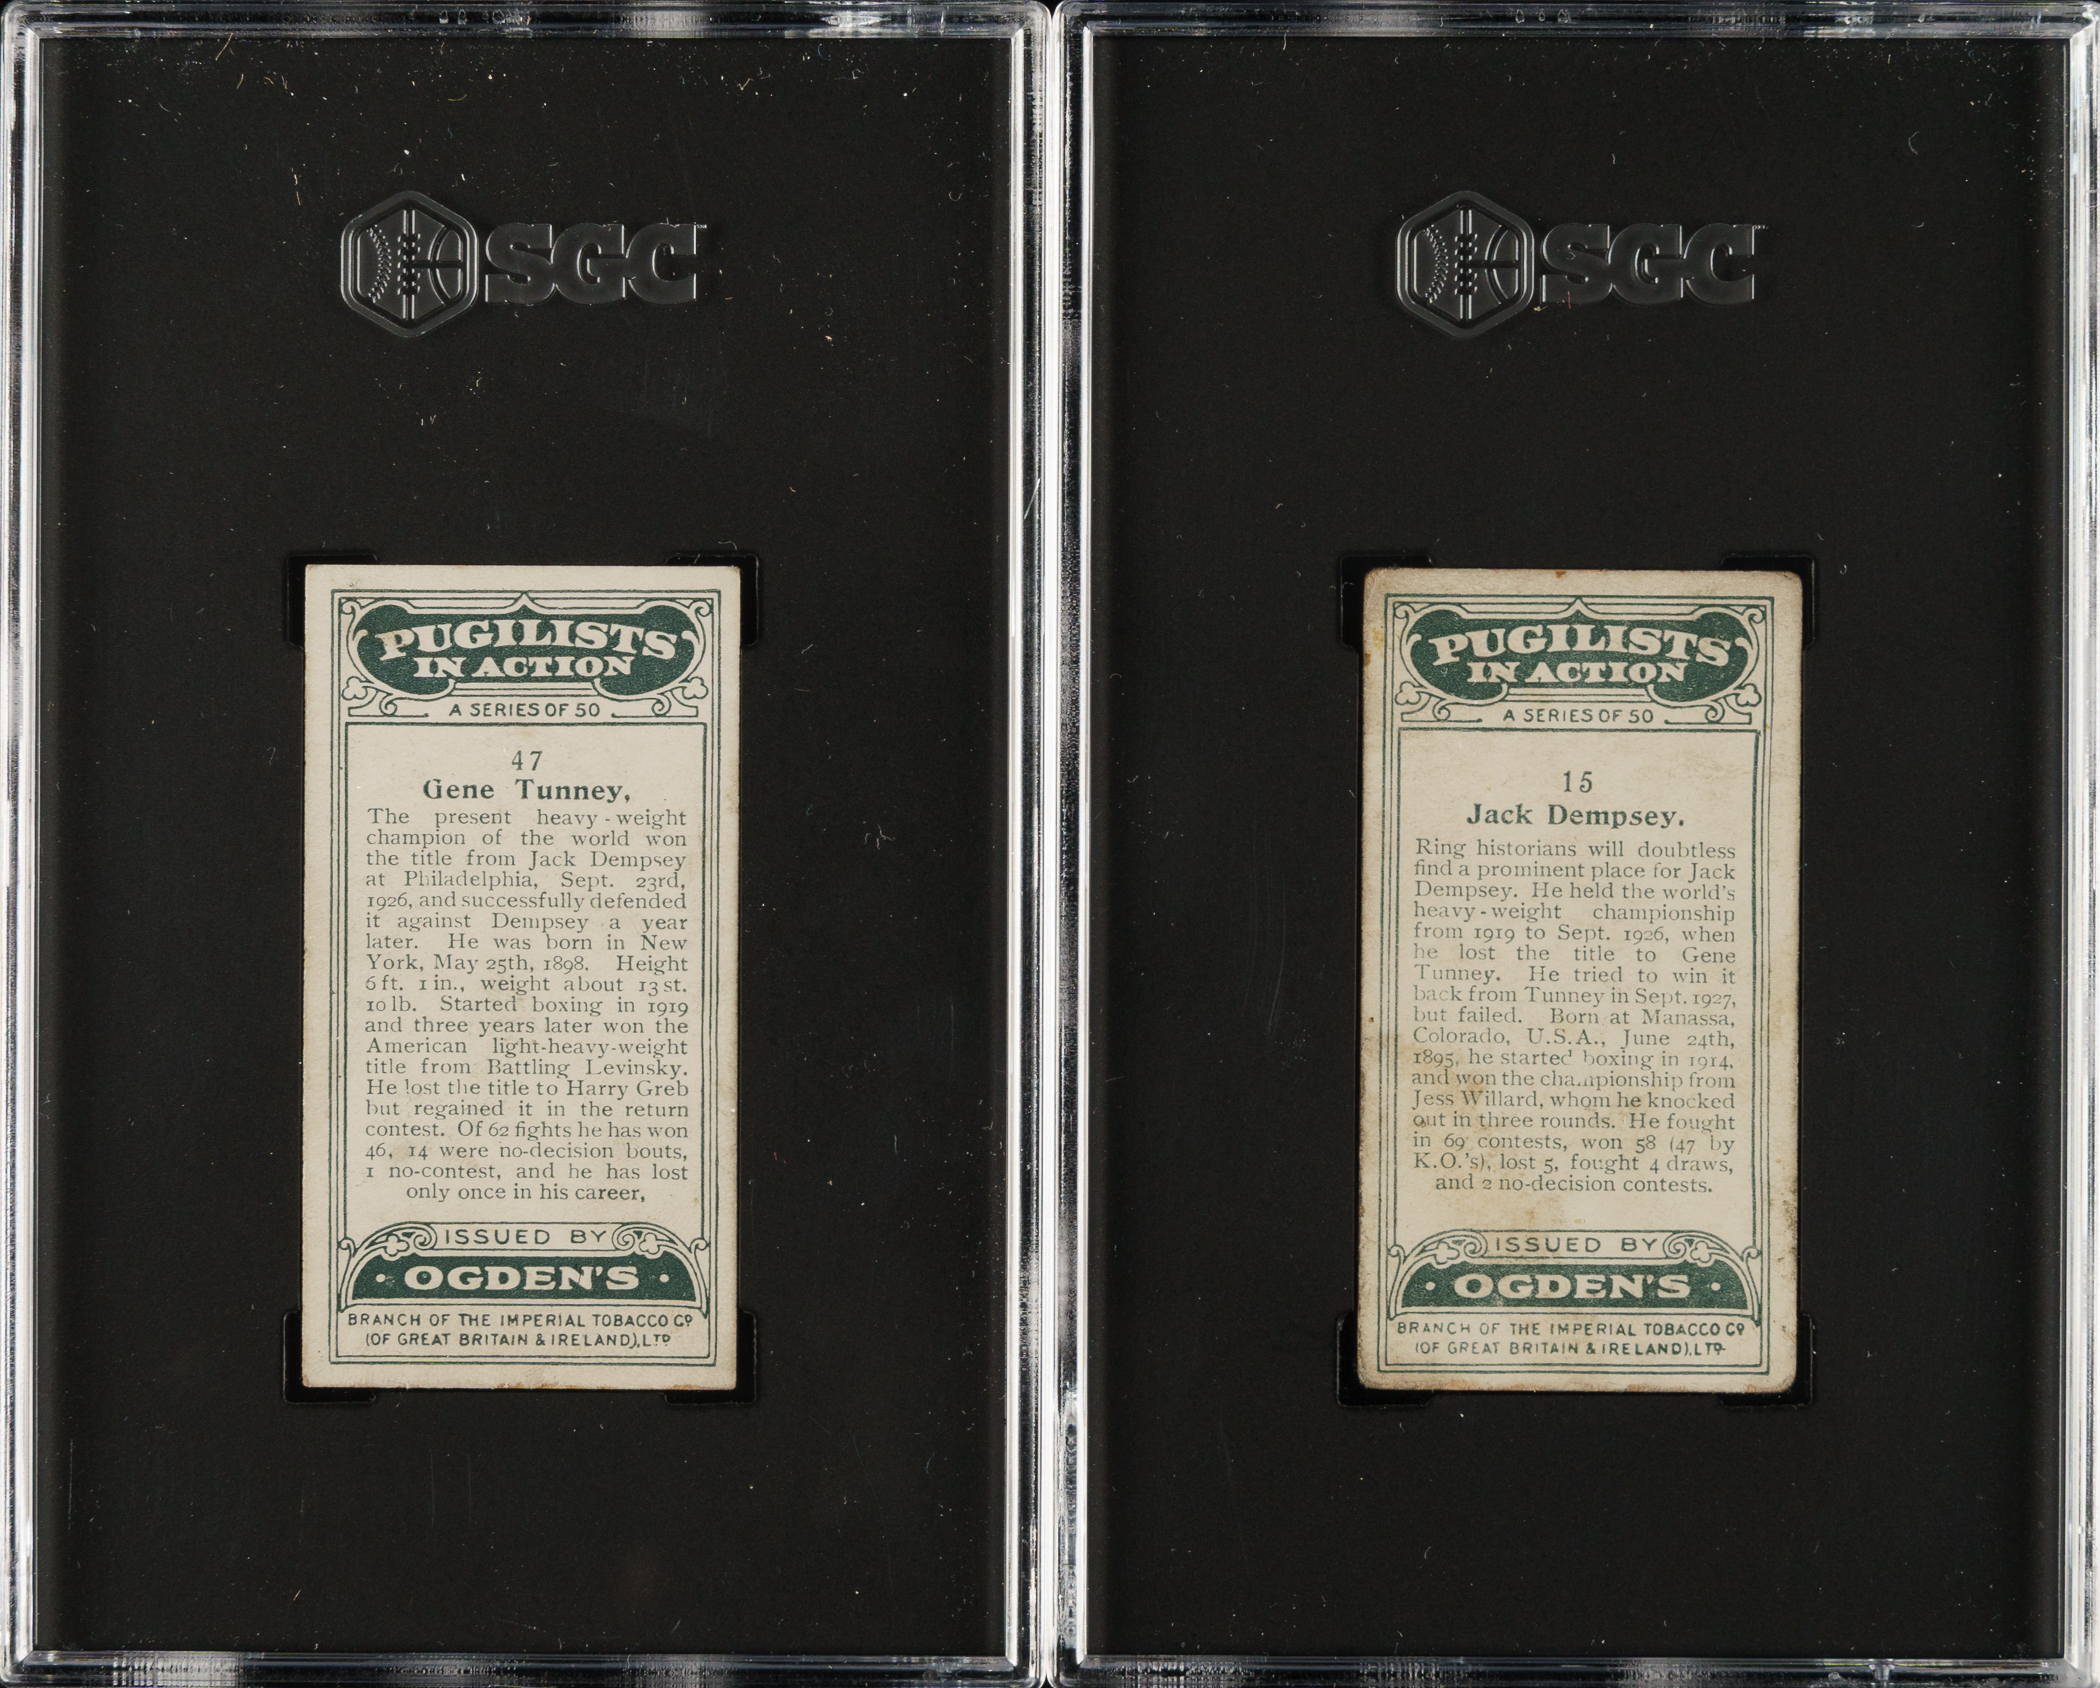 SGC
PUGILISTS
IN ACTION
A SERIES OF 50
47
Gene Tunney,
The present heavy-weight
champion of the world won
the title from Jack Dempsey
at Philadelphia, Sept. 23rd,
1926, and successfully defended
it against Dempsey a year
later. He was born in New
York, May 25th, 1898. Height
6 ft. 1 in., weight about 13 st.
10 lb. Started boxing in 1919
and three years later won the
American light-heavy-weight
title from Battling Levinsky.
He lost the title to Harry Greb
but regained it in the return
contest. Of 62 fights he has won
46, 14 were no-decision bouts,
1 no-contest, and he has lost
only once in his career,
ISSUED BY
· OGDEN'S ·
BRANCH OF THE IMPERIAL TOBACCO Co
(OF GREAT BRITAIN & IRELAND), LTD
SGC
PUGILISTS
IN ACTION
A SERIES OF 50
15
Jack Dempsey.
Ring historians will doubtless
find a prominent place for Jack
Dempsey. He held the world's
heavy-weight championship
from 1919 to Sept. 1926, when
he lost the title to Gene
Tunney. He tried to win it
back from Tunney in Sept. 1927,
but failed. Born at Manassa,
Colorado, U.S.A., June 24th,
1895, he started boxing in 1914,
and won the championship from
Jess Willard, whom he knocked
out in three rounds. He fought
in 69 contests, won 58 (47 by
K.O.'s), lost 5, fought 4 draws,
and 2 no-decision contests.
ISSUED BY
· OGDEN'S ·
BRANCH OF THE IMPERIAL TOBACCO Co
(OF GREAT BRITAIN & IRELAND), LTD